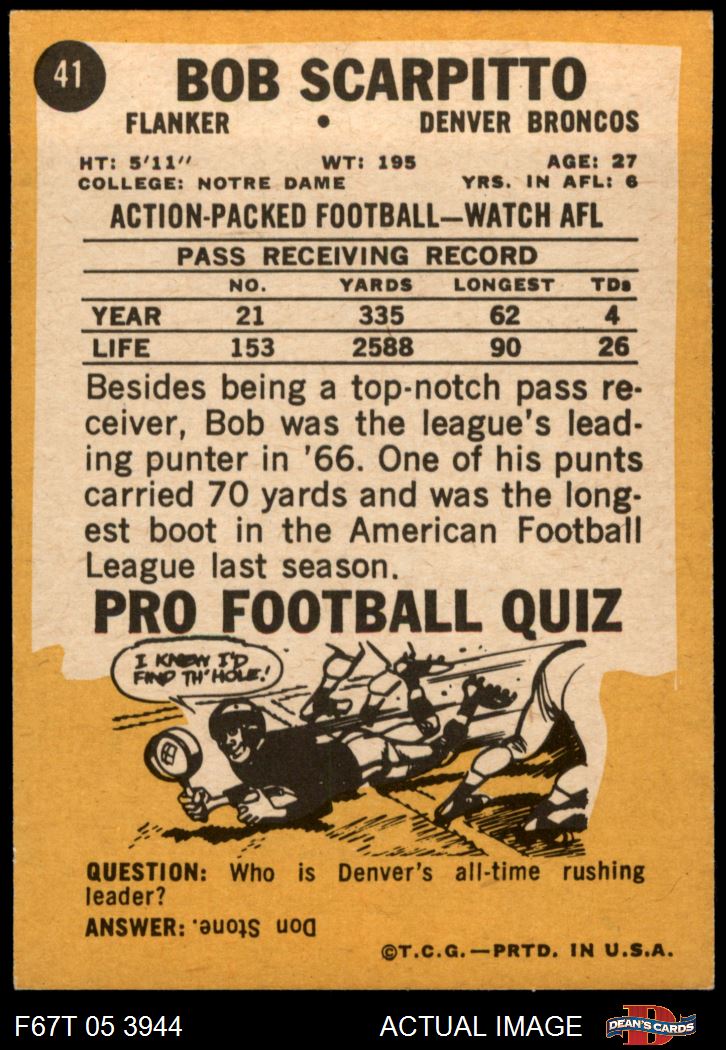 41
BOB SCARPITTO
FLANKER • DENVER BRONCOS
HT: 5'11" WT: 195 AGE: 27
COLLEGE: NOTRE DAME YRS. IN AFL: 6
ACTION-PACKED FOOTBALL—WATCH AFL
PASS RECEIVING RECORD
NO. YARDS LONGEST TDs
YEAR 21 335 62 4
LIFE 153 2588 90 26
Besides being a top-notch pass re-
ceiver, Bob was the league's lead-
ing punter in '66. One of his punts
carried 70 yards and was the long-
est boot in the American Football
League last season.
PRO FOOTBALL QUIZ
I KNEW I'D
FIND TH' HOLE!
QUESTION: Who is Denver's all-time rushing
leader?
ANSWER: Don Stone.
©T.C.G.—PRTD. IN U.S.A.
F67T 05 3944 ACTUAL IMAGE DEAN'S CARDS